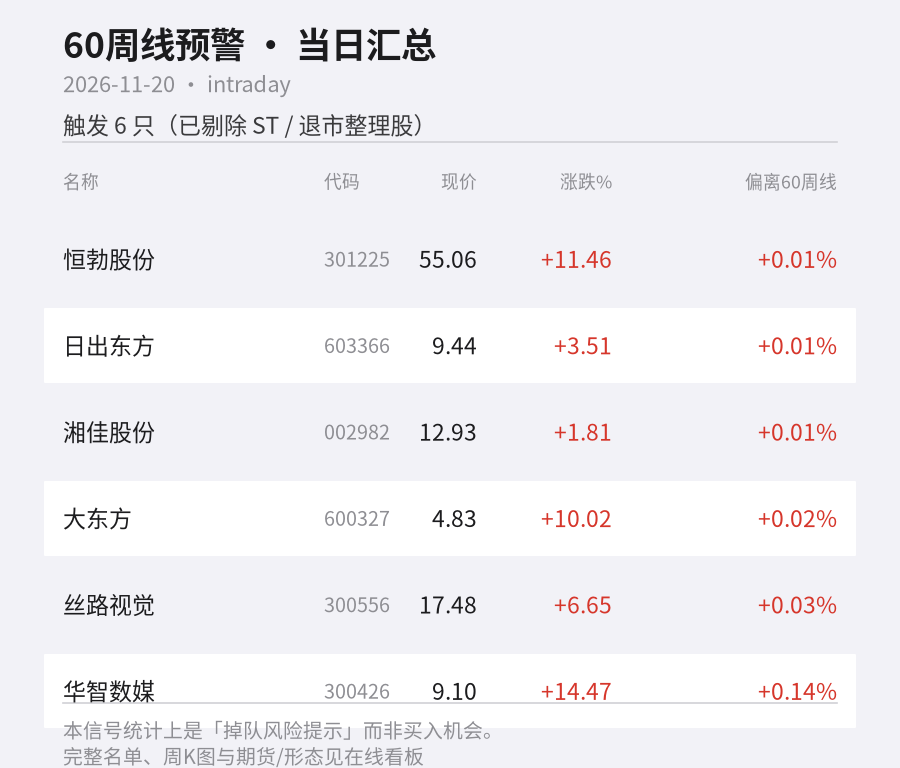 60周线预警 · 当日汇总
2026-11-20 · intraday
触发 6 只（已剔除 ST / 退市整理股）
名称 代码 现价 涨跌% 偏离60周线
恒勃股份 301225 55.06 +11.46 +0.01%
日出东方 603366 9.44 +3.51 +0.01%
湘佳股份 002982 12.93 +1.81 +0.01%
大东方 600327 4.83 +10.02 +0.02%
丝路视觉 300556 17.48 +6.65 +0.03%
华智数媒 300426 9.10 +14.47 +0.14%
本信号统计上是「掉队风险提示」而非买入机会。
完整名单、周K图与期货/形态见在线看板